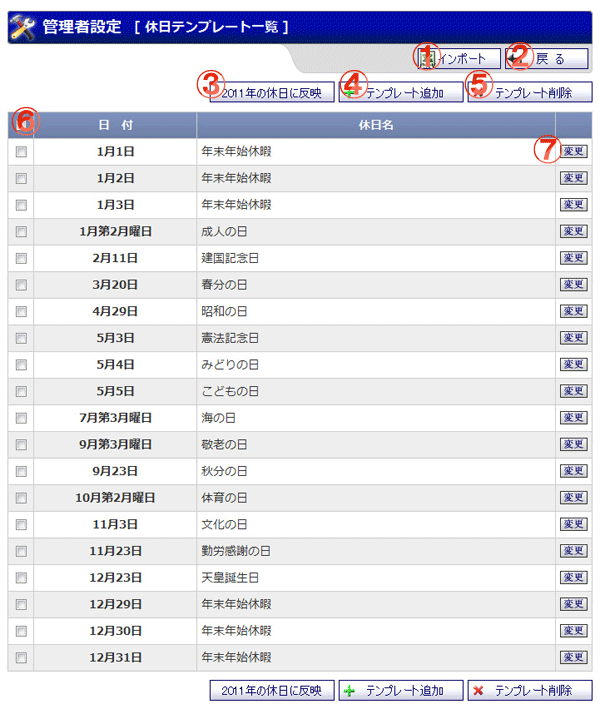 管理者設定 [ 休日テンプレート一覧 ]
① インポート ② 戻 る
③ 2011年の休日に反映 ④ テンプレート追加 ⑤ テンプレート削除
⑥ 日 付 休日名
1月1日 年末年始休暇 ⑦ 変更
1月2日 年末年始休暇 変更
1月3日 年末年始休暇 変更
1月第2月曜日 成人の日 変更
2月11日 建国記念日 変更
3月20日 春分の日 変更
4月29日 昭和の日 変更
5月3日 憲法記念日 変更
5月4日 みどりの日 変更
5月5日 こどもの日 変更
7月第3月曜日 海の日 変更
9月第3月曜日 敬老の日 変更
9月23日 秋分の日 変更
10月第2月曜日 体育の日 変更
11月3日 文化の日 変更
11月23日 勤労感謝の日 変更
12月23日 天皇誕生日 変更
12月29日 年末年始休暇 変更
12月30日 年末年始休暇 変更
12月31日 年末年始休暇 変更
2011年の休日に反映 テンプレート追加 テンプレート削除